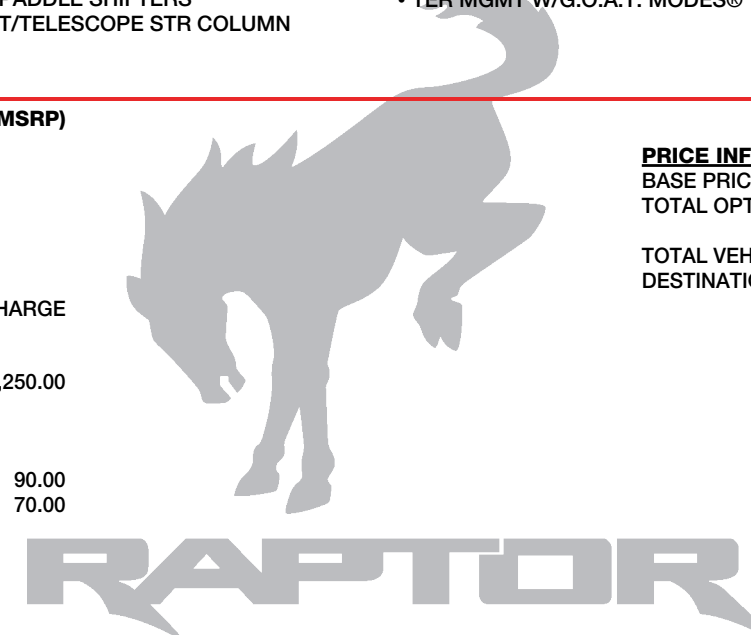 PADDLE SHIFTERS
T/TELESCOPE STR COLUMN
• TER MGMT W/G.O.A.T. MODES®
MSRP)
HARGE
,250.00
90.00
70.00
PRICE INF
BASE PRIC
TOTAL OPT
TOTAL VEH
DESTINATI
RAPTOR